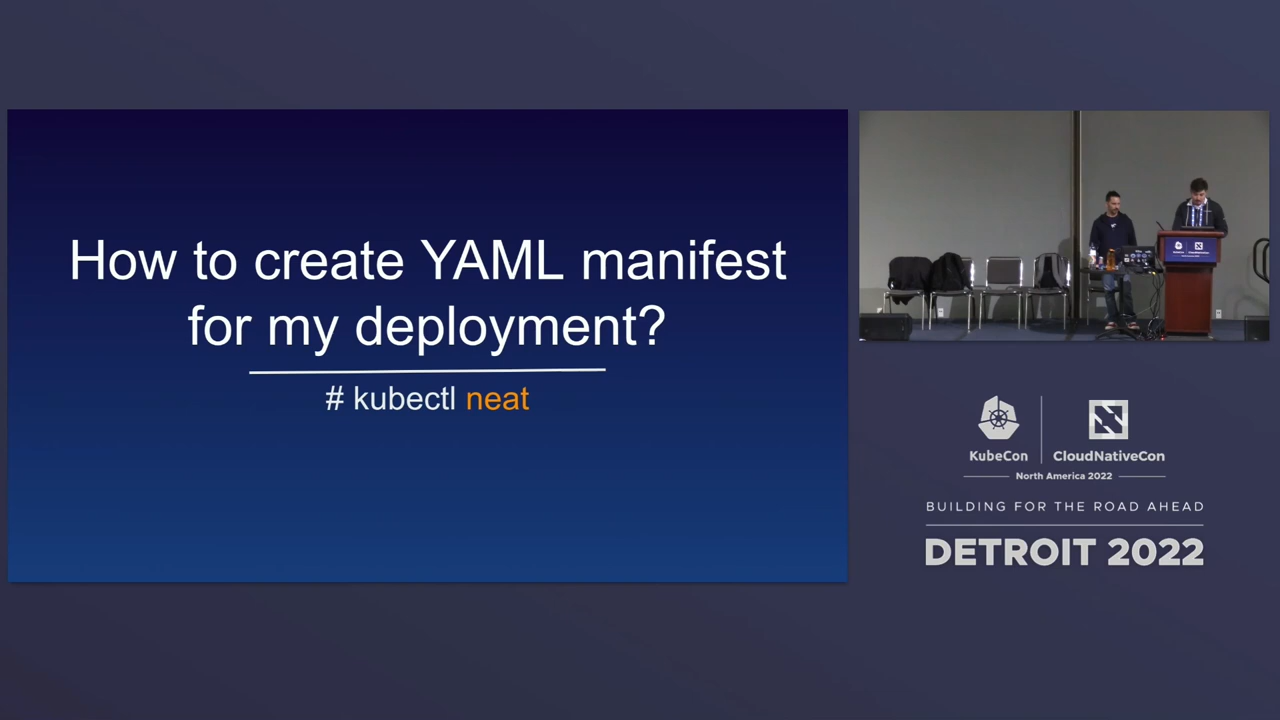 How to create YAML manifest
for my deployment?
# kubectl neat
KubeCon
CloudNativeCon
North America 2022
BUILDING FOR THE ROAD AHEAD
DETROIT 2022